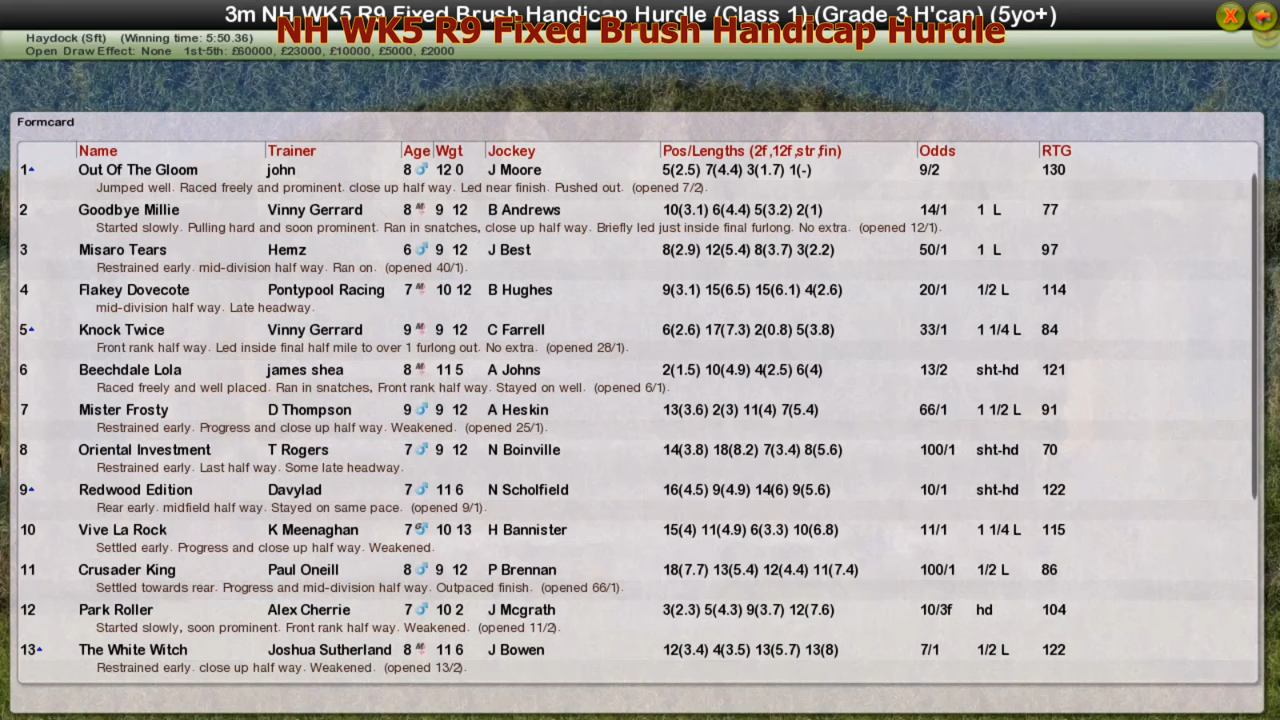 3m NH WK5 R9 Fixed Brush Handicap Hurdle (Class 1) (Grade 3 H'cap) (5yo+)
NH WK5 R9 Fixed Brush Handicap Hurdle
Haydock (Sft) (Winning time: 5:50.36)
Open Draw Effect: None 1st-5th: £60000, £23000, £10000, £5000, £2000
Formcard
Name Trainer Age Wgt Jockey Pos/Lengths (2f,12f,str,fin) Odds RTG
1 Out Of The Gloom john 8 12 0 J Moore 5(2.5) 7(4.4) 3(1.7) 1(-) 9/2 130
Jumped well. Raced freely and prominent. close up half way. Led near finish. Pushed out. (opened 7/2).
2 Goodbye Millie Vinny Gerrard 8 9 12 B Andrews 10(3.1) 6(4.4) 5(3.2) 2(1) 14/1 1 L 77
Started slowly. Pulling hard and soon prominent. Ran in snatches, close up half way. Briefly led just inside final furlong. No extra. (opened 12/1).
3 Misaro Tears Hemz 6 9 12 J Best 8(2.9) 12(5.4) 8(3.7) 3(2.2) 50/1 1 L 97
Restrained early. mid-division half way. Ran on. (opened 40/1).
4 Flakey Dovecote Pontypool Racing 7 10 12 B Hughes 9(3.1) 15(6.5) 15(6.1) 4(2.6) 20/1 1/2 L 114
mid-division half way. Late headway.
5 Knock Twice Vinny Gerrard 9 9 12 C Farrell 6(2.6) 17(7.3) 2(0.8) 5(3.8) 33/1 1 1/4 L 84
Front rank half way. Led inside final half mile to over 1 furlong out. No extra. (opened 28/1).
6 Beechdale Lola james shea 8 11 5 A Johns 2(1.5) 10(4.9) 4(2.5) 6(4) 13/2 sht-hd 121
Raced freely and well placed. Ran in snatches, Front rank half way. Stayed on well. (opened 6/1).
7 Mister Frosty D Thompson 9 9 12 A Heskin 13(3.6) 2(3) 11(4) 7(5.4) 66/1 1 1/2 L 91
Restrained early. Progress and close up half way. Weakened. (opened 25/1).
8 Oriental Investment T Rogers 7 9 12 N Boinville 14(3.8) 18(8.2) 7(3.4) 8(5.6) 100/1 sht-hd 70
Restrained early. Last half way. Some late headway.
9 Redwood Edition Davylad 7 11 6 N Scholfield 16(4.5) 9(4.9) 14(6) 9(5.6) 10/1 sht-hd 122
Rear early. midfield half way. Stayed on same pace. (opened 9/1).
10 Vive La Rock K Meenaghan 7 10 13 H Bannister 15(4) 11(4.9) 6(3.3) 10(6.8) 11/1 1 1/4 L 115
Settled early. Progress and close up half way. Weakened.
11 Crusader King Paul Oneill 8 9 12 P Brennan 18(7.7) 13(5.4) 12(4.4) 11(7.4) 100/1 1/2 L 86
Settled towards rear. Progress and mid-division half way. Outpaced finish. (opened 66/1).
12 Park Roller Alex Cherrie 7 10 2 J Mcgrath 3(2.3) 5(4.3) 9(3.7) 12(7.6) 10/3f hd 104
Started slowly, soon prominent. Front rank half way. Weakened. (opened 11/2).
13 The White Witch Joshua Sutherland 8 11 6 J Bowen 12(3.4) 4(3.5) 13(5.7) 13(8) 7/1 1/2 L 122
Restrained early. close up half way. Weakened. (opened 13/2).